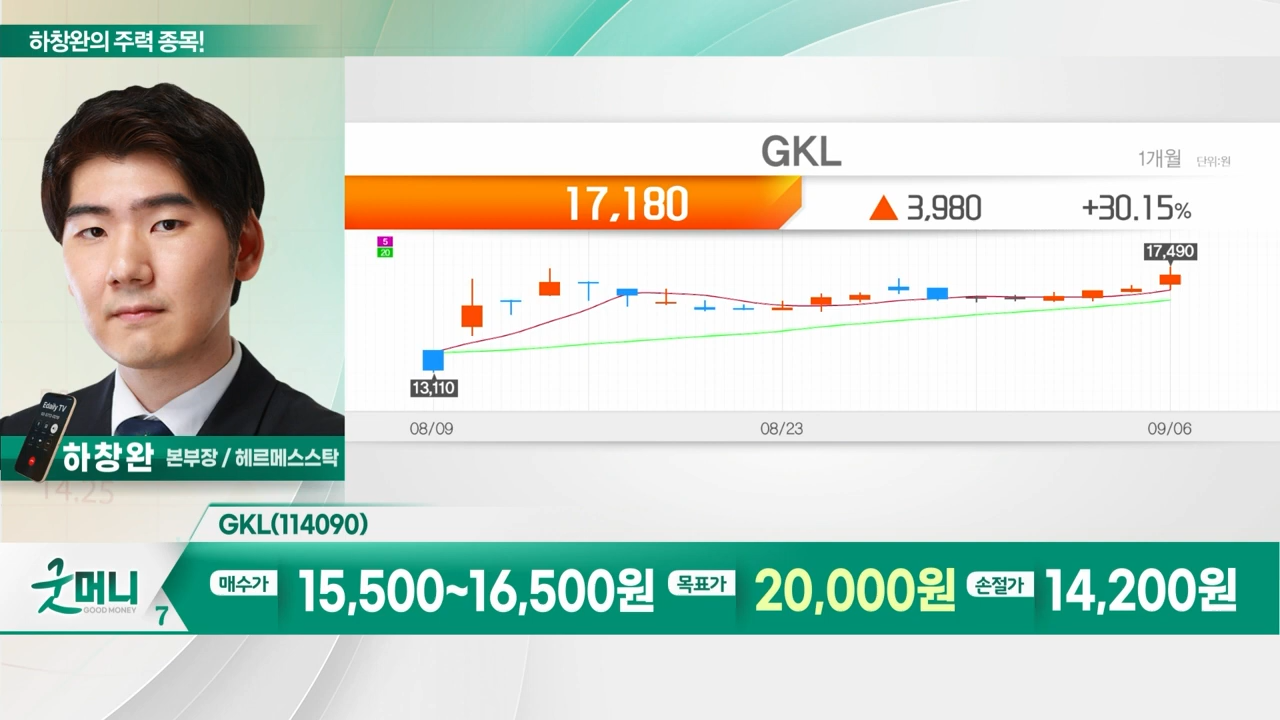 하창완의 주력 종목!
GKL
1개월 단위:원
17,180 ▲ 3,980 +30.15%
5
20
17,490
13,110
08/09 08/23 09/06
Edaily TV
하창완 본부장 / 헤르메스스탁
14.25
GKL(114090)
굿머니
GOOD MONEY
7
매수가 15,500~16,500원 목표가 20,000원 손절가 14,200원